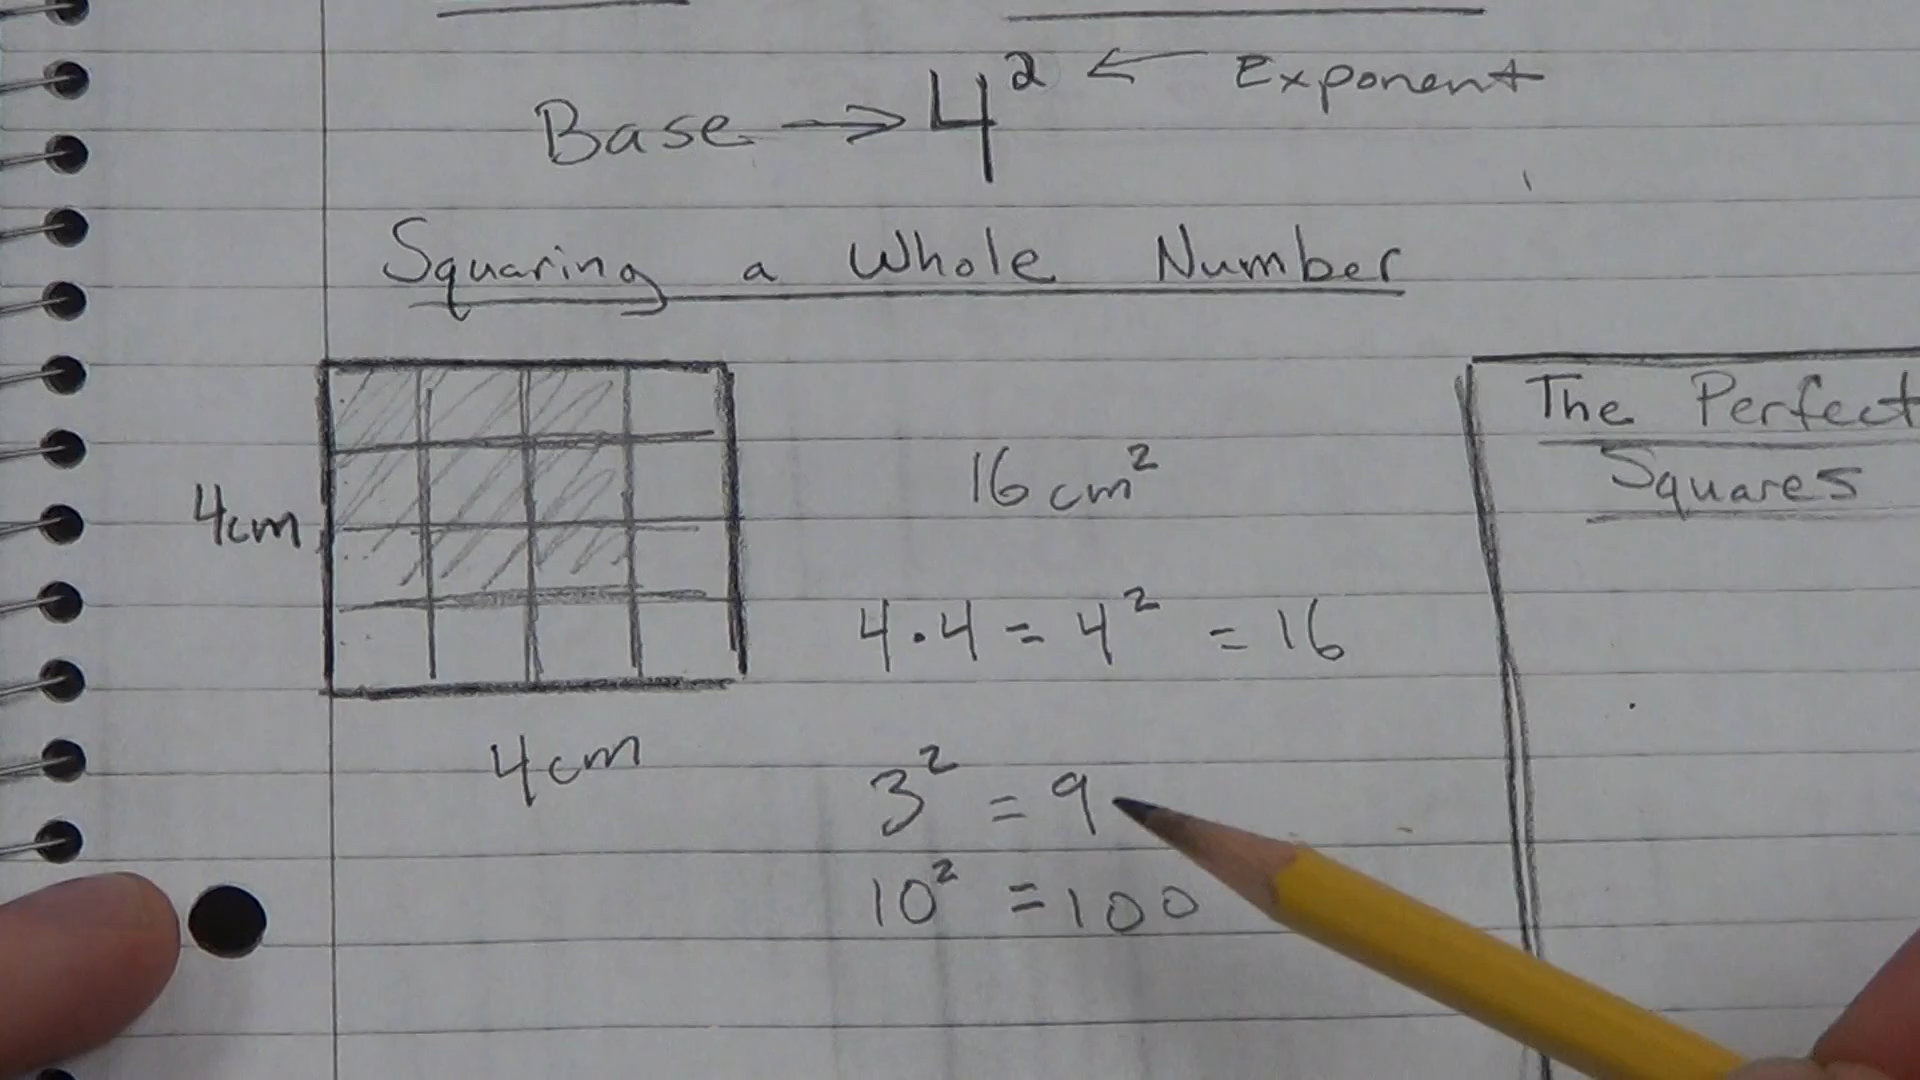 Base → 4² ← Exponent
Squaring a Whole Number
The Perfect
Squares
4cm
16 cm²
4·4 = 4² = 16
4cm
3² = 9
10² = 100